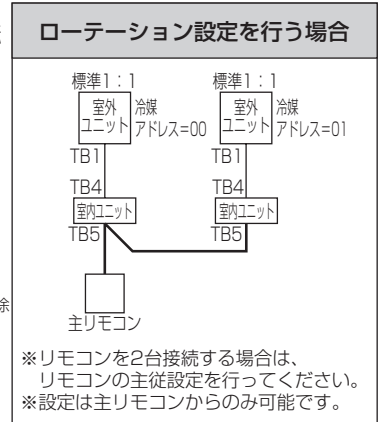 ローテーション設定を行う場合
標準1：1
標準1：1
室外
ユニット
冷媒
アドレス=00
室外
ユニット
冷媒
アドレス=01
TB1
TB1
TB4
TB4
室内ユニット
室内ユニット
TB5
TB5
除
主リモコン
※リモコンを2台接続する場合は、
リモコンの主従設定を行ってください。
※設定は主リモコンからのみ可能です。